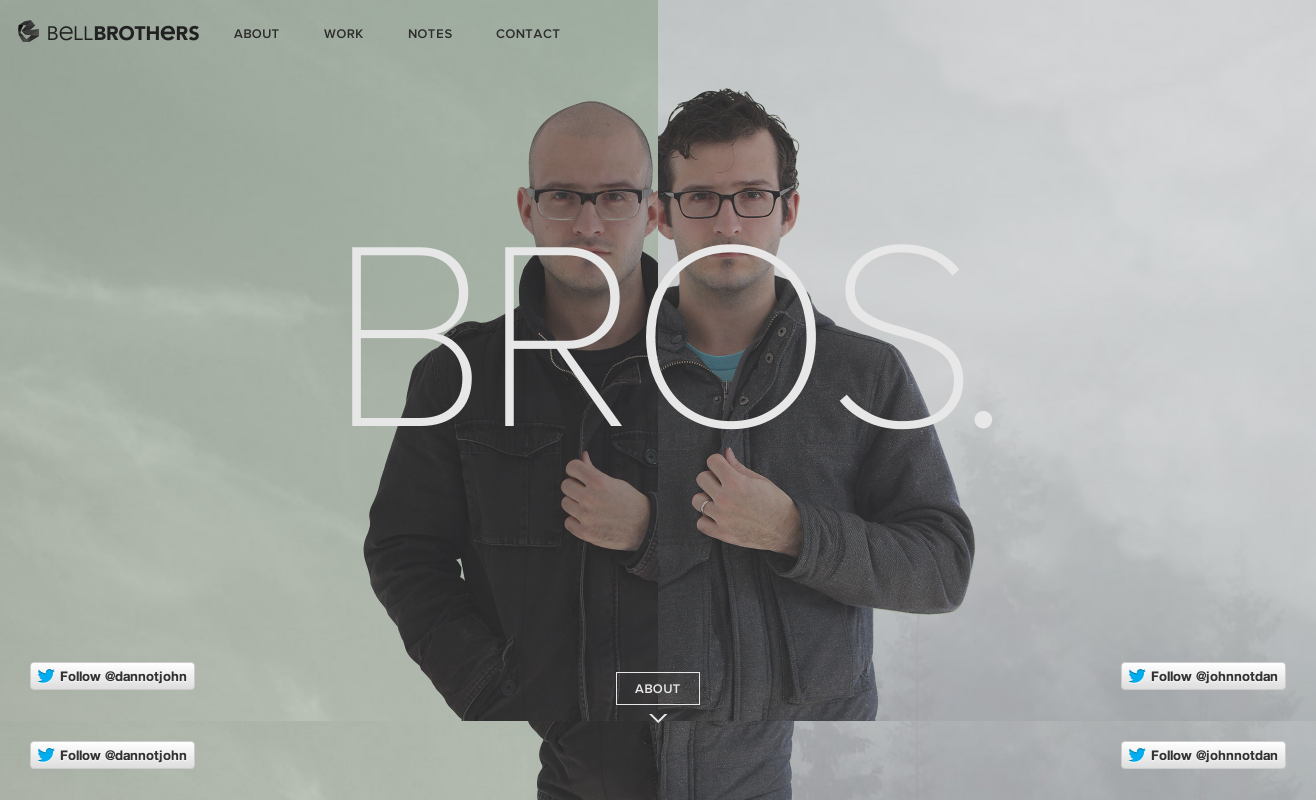 BELLBROTHERS ABOUT WORK NOTES CONTACT
BROS.
Follow @dannotjohn
Follow @johnnotdan
ABOUT
Follow @dannotjohn
Follow @johnnotdan